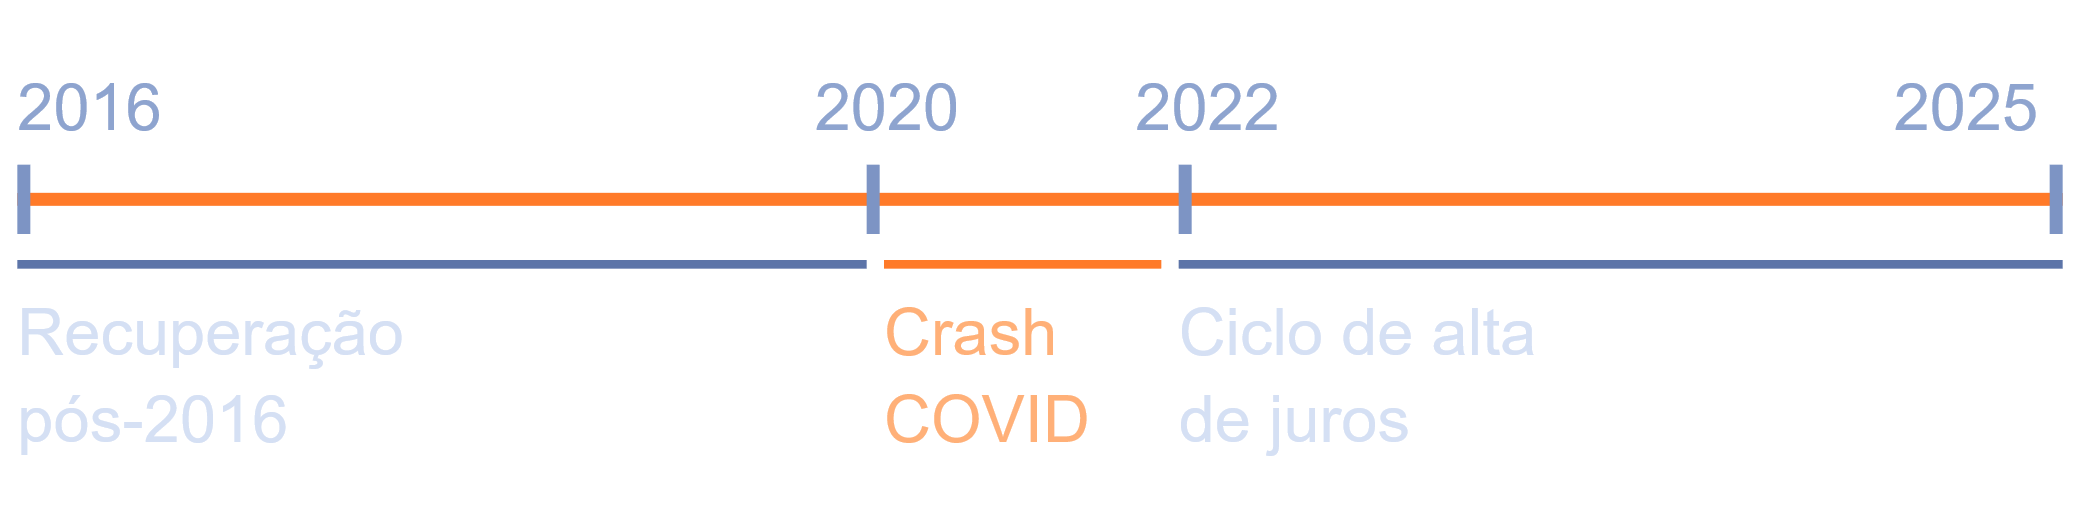 2016 2020 2022 2025
Recuperação Crash Ciclo de alta
pós-2016 COVID de juros